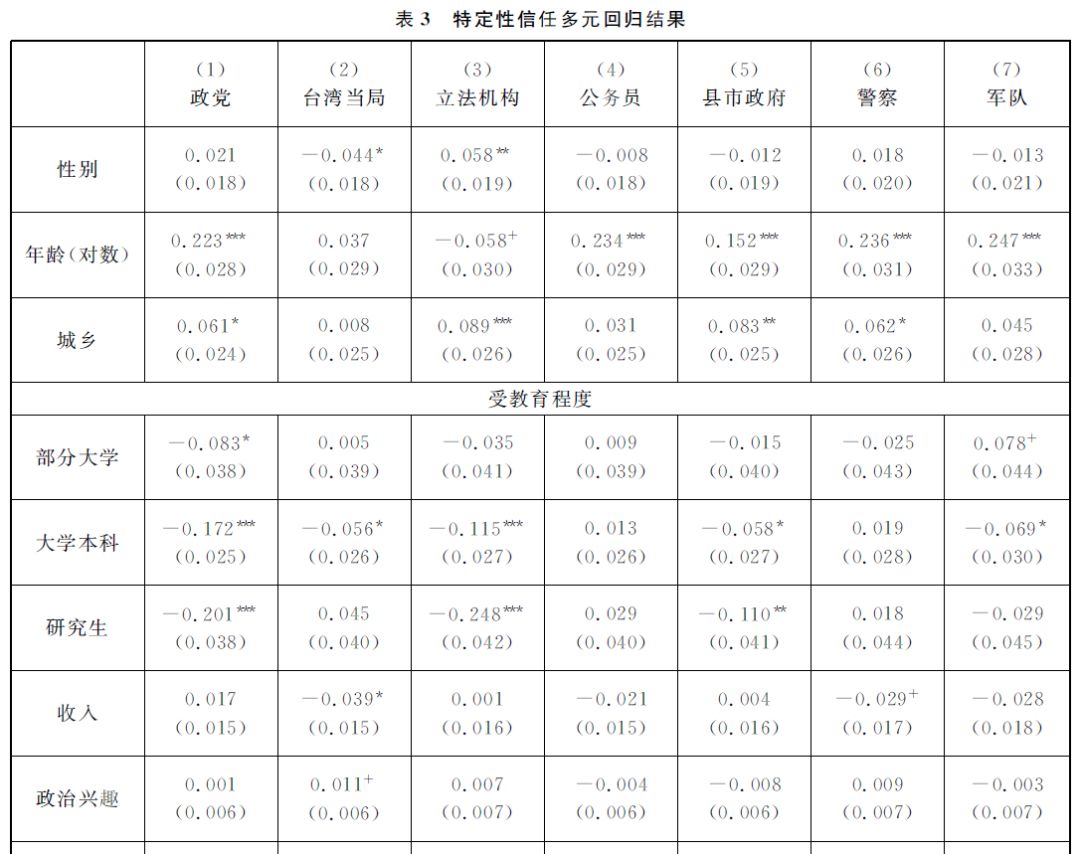 表 3 特定性信任多元回归结果
(1) (2) (3) (4) (5) (6) (7)
政党 台湾当局 立法机构 公务员 县市政府 警察 军队
性别 0.021 −0.044* 0.058** −0.008 −0.012 0.018 −0.013
(0.018) (0.018) (0.019) (0.018) (0.019) (0.020) (0.021)
年龄(对数) 0.223*** 0.037 −0.058+ 0.234*** 0.152*** 0.236*** 0.247***
(0.028) (0.029) (0.030) (0.029) (0.029) (0.031) (0.033)
城乡 0.061* 0.008 0.089*** 0.031 0.083** 0.062* 0.045
(0.024) (0.025) (0.026) (0.025) (0.025) (0.026) (0.028)
受教育程度
部分大学 −0.083* 0.005 −0.035 0.009 −0.015 −0.025 0.078+
(0.038) (0.039) (0.041) (0.039) (0.040) (0.043) (0.044)
大学本科 −0.172*** −0.056* −0.115*** 0.013 −0.058* 0.019 −0.069*
(0.025) (0.026) (0.027) (0.026) (0.027) (0.028) (0.030)
研究生 −0.201*** 0.045 −0.248*** 0.029 −0.110** 0.018 −0.029
(0.038) (0.040) (0.042) (0.040) (0.041) (0.044) (0.045)
收入 0.017 −0.039* 0.001 −0.021 0.004 −0.029+ −0.028
(0.015) (0.015) (0.016) (0.015) (0.016) (0.017) (0.018)
政治兴趣 0.001 0.011+ 0.007 −0.004 −0.008 0.009 −0.003
(0.006) (0.006) (0.007) (0.006) (0.006) (0.007) (0.007)